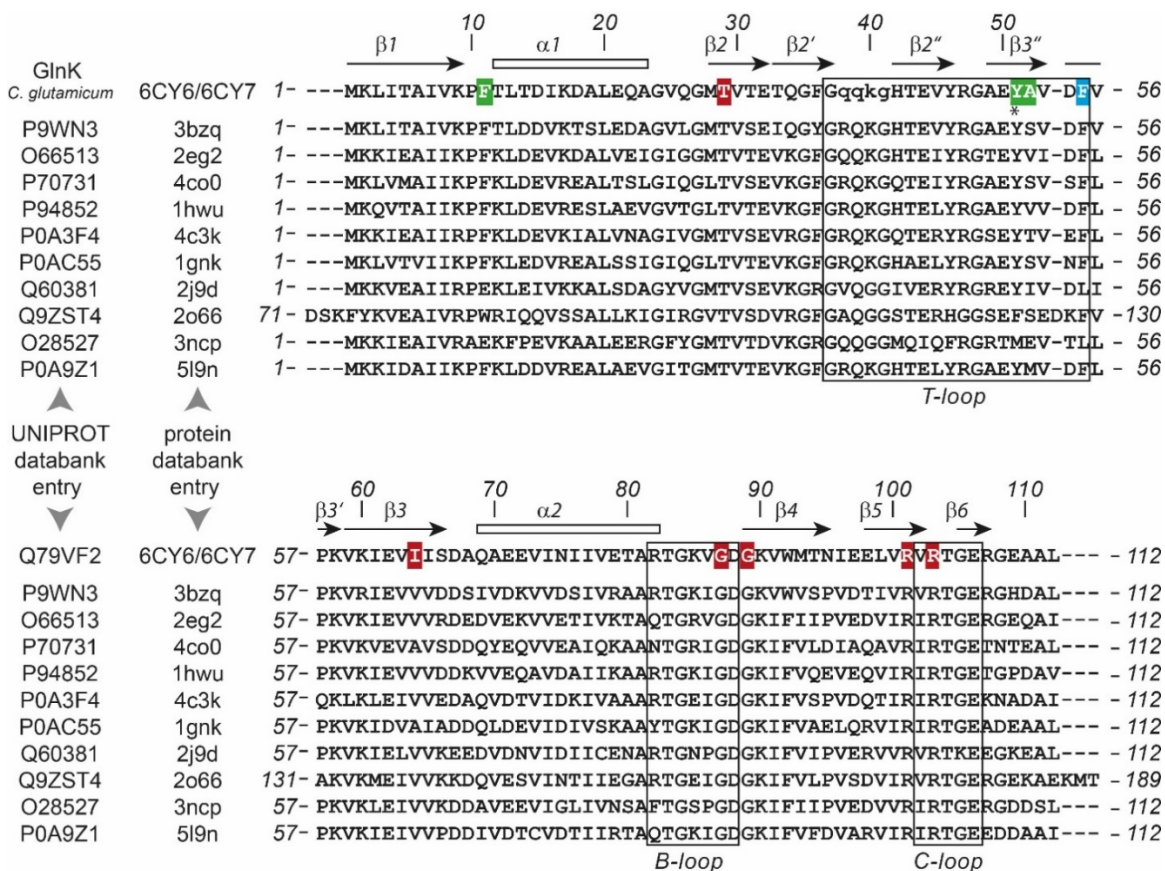 10 20 30 40 50
β1 α1 β2 β2' β2" β3"
GlnK
C. glutamicum 6CY6/6CY7 1- ---MKLITAIVKPFTLTDIKDALEQAGVQGMTVTETQGFGqqkgHTEVYRGAEYAV-DFV - 56
*
P9WN3 3bzq 1- ---MKLITAIVKPFTLDDVKTSLEDAGVLGMTVSEIQGYGRQKGHTEVYRGAEYSV-DFV - 56
O66513 2eg2 1- ---MKKIEAIIKPFKLDEVKDALVEIGIGGMTVTEVKGFGQQKGHTEIYRGTEYVI-DFL - 56
P70731 4co0 1- ---MKLVMAIIKPFKLDEVREALTSLGIQGLTVSEVKGFGRQKGQTEIYRGAEYSV-SFL - 56
P94852 1hwu 1- ---MKQVTAIIKPFKLDEVRESLAEVGVTGLTVTEVKGFGRQKGHTELYRGAEYVV-DFL - 56
P0A3F4 4c3k 1- ---MKKIEAIIRPFKLDEVKIALVNAGIVGMTVSEVRGFGRQKGQTERYRGSEYTV-EFL - 56
P0AC55 1gnk 1- ---MKLVTVIIKPFKLEDVREALSSIGIQGLTVTEVKGFGRQKGHAELYRGAEYSV-NFL - 56
Q60381 2j9d 1- ---MKKVEAIIRPEKLEIVKKALSDAGYVGMTVSEVKGRGVQGGIVERYRGREYIV-DLI - 56
Q9ZST4 2o66 71- DSKFYKVEAIVRPWRIQQVSSALLKIGIRGVTVSDVRGFGAQGGSTERHGGSEFSEDKFV -130
O28527 3ncp 1- ---MKKIEAIVRAEKFPEVKAALEERGFYGMTVTDVKGRGQQGGMQIQFRGRTMEV-TLL - 56
P0A9Z1 5l9n 1- ---MKKIDAIIKPFKLDDVREALAEVGITGMTVTEVKGFGRQKGHTELYRGAEYMV-DFL - 56
T-loop
UNIPROT
databank
entry
protein
databank
entry
60 70 80 90 100 110
β3' β3 α2 β4 β5 β6
Q79VF2 6CY6/6CY7 57- PKVKIEVIISDAQAEEVINIIVETARTGKVGDGKVWMTNIEELVRVRTGERGEAAL--- -112
P9WN3 3bzq 57- PKVRIEVVVDDSIVDKVVDSIVRAARTGKIGDGKVWVSPVDTIVRVRTGERGHDAL--- -112
O66513 2eg2 57- PKVKIEVVVRDEDVEKVVETIVKTAQTGRVGDGKIFIIPVEDVIRIRTGERGEQAI--- -112
P70731 4co0 57- PKVKVEVAVSDDQYEQVVEAIQKAANTGRIGDGKIFVLDIAQAVRIRTGETNTEAL--- -112
P94852 1hwu 57- PKVKIEVVVDDKVVEQAVDAIIKAARTGKIGDGKIFVQEVEQVIRIRTGETGPDAV--- -112
P0A3F4 4c3k 57- QKLKLEIVVEDAQVDTVIDKIVAAARTGEIGDGKIFVSPVDQTIRIRTGEKNADAI--- -112
P0AC55 1gnk 57- PKVKIDVAIADDQLDEVIDIVSKAAYTGKIGDGKIFVAELQRVIRIRTGEADEAAL--- -112
Q60381 2j9d 57- PKVKIELVVKEEDVDNVIDIICENARTGNPGDGKIFVIPVERVVRVRTKEEGKEAL--- -112
Q9ZST4 2o66 131- AKVKMEIVVKKDQVESVINTIIEGARTGEIGDGKIFVLPVSDVIRVRTGERGEKAEKMT -189
O28527 3ncp 57- PKVKLEIVVKDDAVEEVIGLIVNSAFTGSPGDGKIFIIPVEDVVRIRTGERGDDSL--- -112
P0A9Z1 5l9n 57- PKVKIEIVVPDDIVDTCVDTIIRTAQTGKIGDGKIFVFDVARVIRIRTGEEDDAAI--- -112
B-loop C-loop